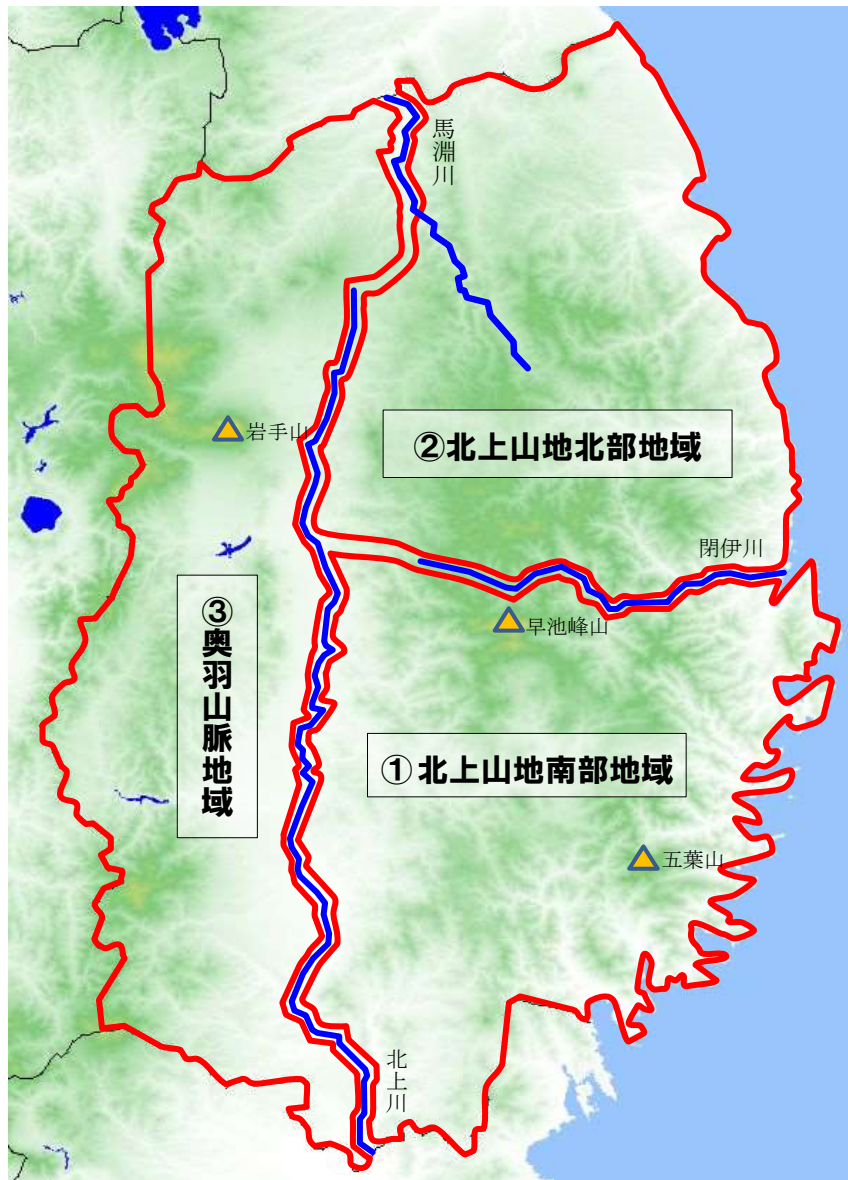 馬淵川
岩手山
②北上山地北部地域
閉伊川
③奥羽山脈地域
早池峰山
①北上山地南部地域
五葉山
北上川